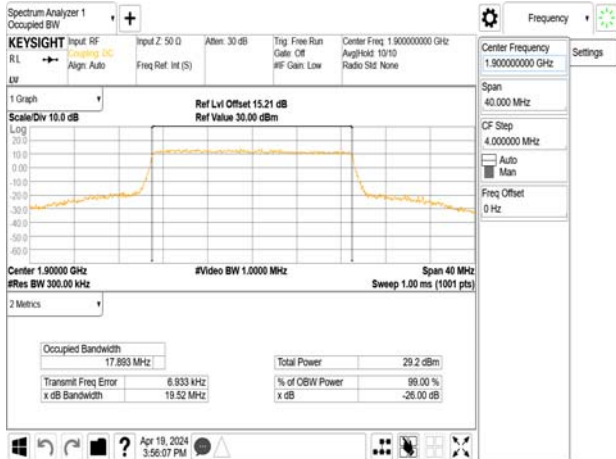 Spectrum Analyzer 1
Occupied BW
Frequency
KEYSIGHT
RL
Input: RF
Coupling: DC
Align: Auto
Input Z: 50 Ω
Freq Ref: Int (S)
Atten: 30 dB
Trig: Free Run
Gate: Off
#IF Gain: Low
Center Freq: 1.900000000 GHz
Avg|Hold: 10/10
Radio Std: None
Center Frequency
1.900000000 GHz
Settings
Span
40.000 MHz
CF Step
4.000000 MHz
Auto
Man
Freq Offset
0 Hz
1 Graph
Scale/Div 10.0 dB
Ref Lvl Offset 15.21 dB
Ref Value 30.00 dBm
Log
20.0
10.0
0.00
-10.0
-20.0
-30.0
-40.0
-50.0
-60.0
Center 1.90000 GHz
#Res BW 300.00 kHz
#Video BW 1.0000 MHz
Span 40 MHz
Sweep 1.00 ms (1001 pts)
2 Metrics
Occupied Bandwidth
17.893 MHz
Total Power 29.2 dBm
Transmit Freq Error 6.933 kHz
% of OBW Power 99.00 %
x dB Bandwidth 19.52 MHz
x dB -26.00 dB
Apr 19, 2024
3:56:07 PM